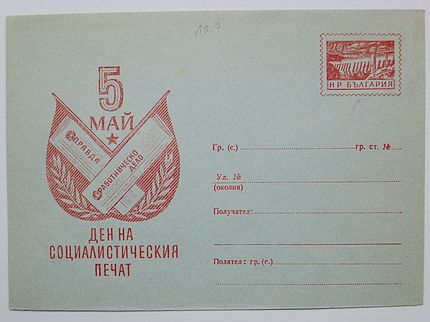 10.9
5
МАЙ
ПРАВДА
РАБОТНИЧЕСКО
ДЕЛО
ДЕН НА
СОЦИАЛИСТИЧЕСКИЯ
ПЕЧАТ
20
НР БЪЛГАРИЯ
Гр. (с.) гр. ст. №
Ул. №
(околия)
Получател:
Подател: гр. (с.)